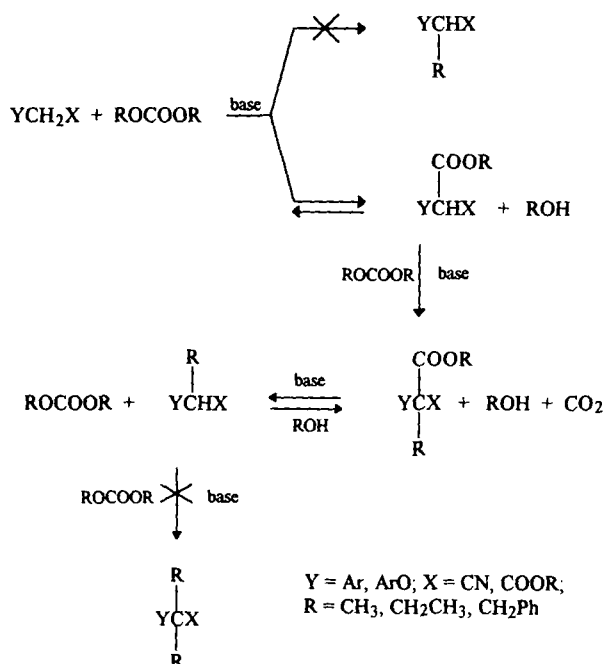 YCHX
R
YCH₂X + ROCOOR
base
COOR
YCHX + ROH
ROCOOR base
R
COOR
ROCOOR + YCHX
base
ROH
YCX + ROH + CO₂
R
ROCOOR base
R
YCX
R
Y = Ar, ArO; X = CN, COOR;
R = CH₃, CH₂CH₃, CH₂Ph